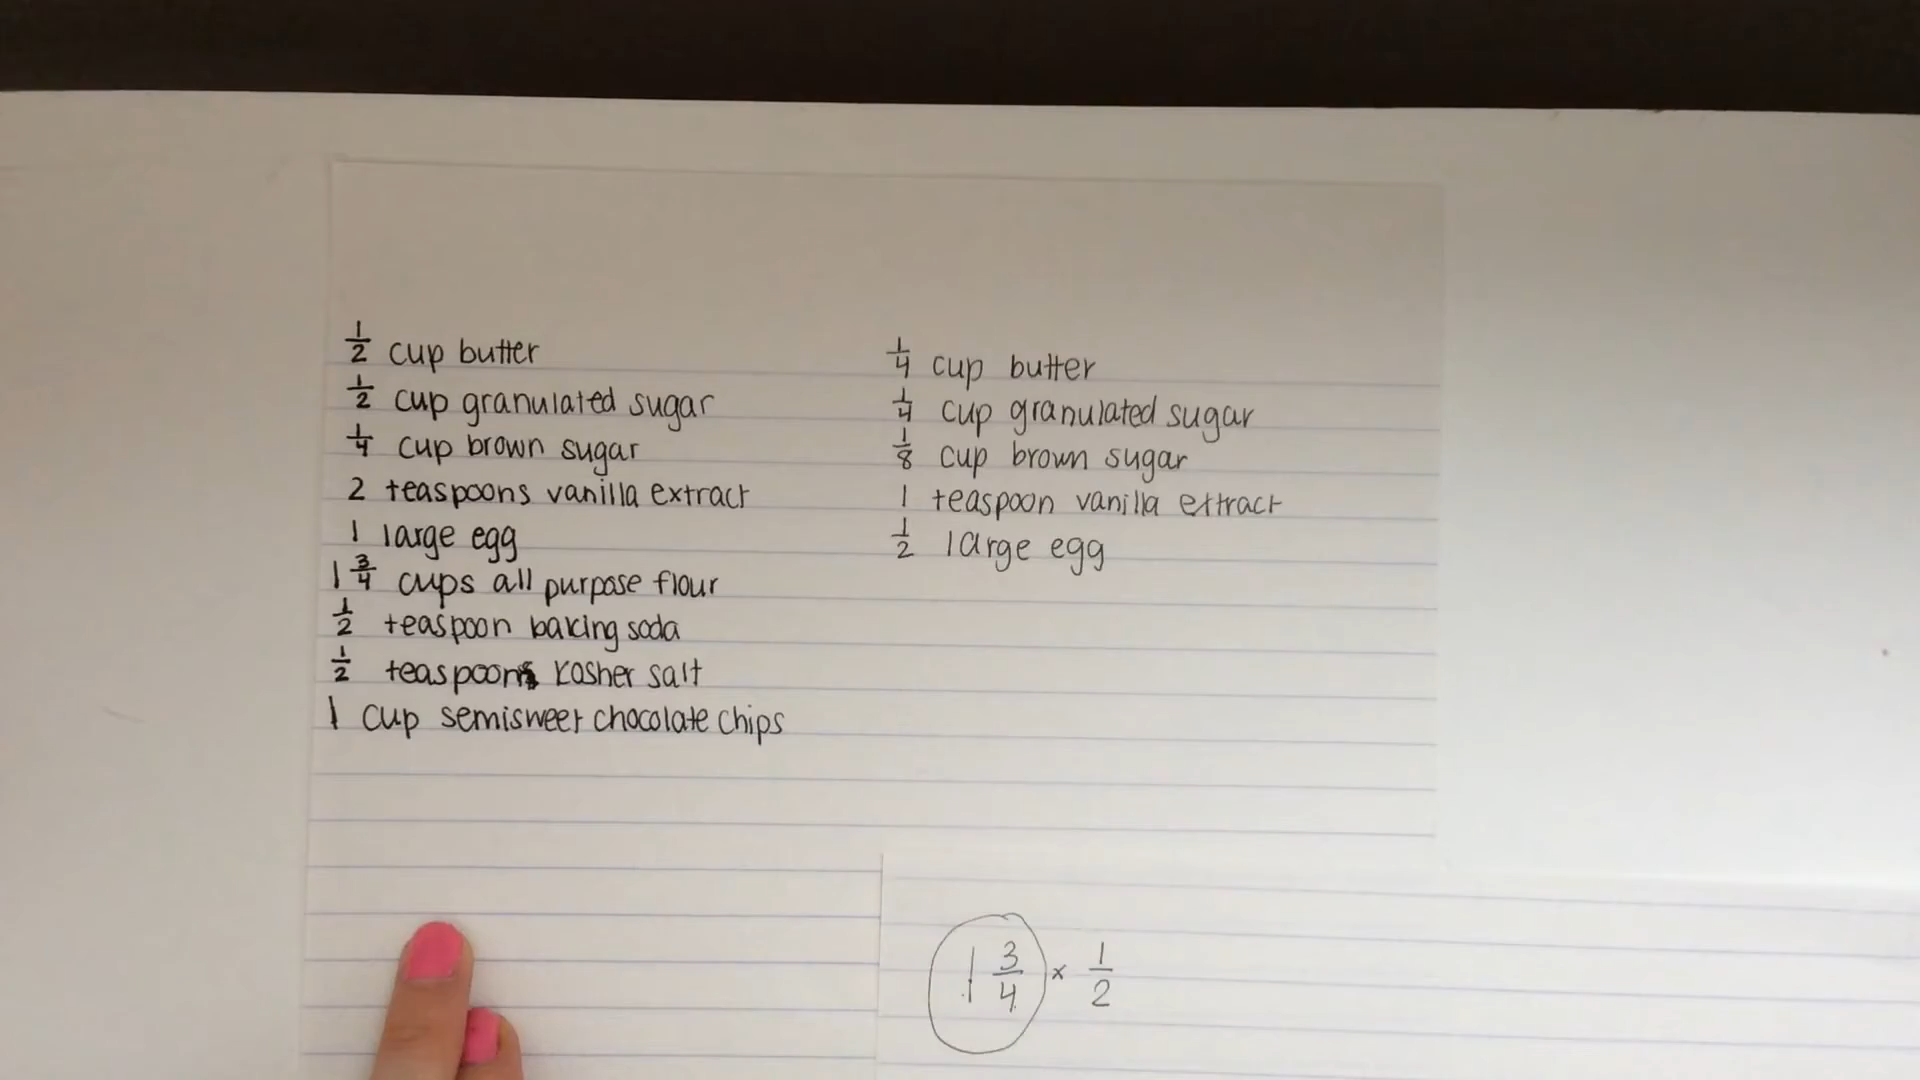 1/2 cup butter
1/2 cup granulated sugar
1/4 cup brown sugar
2 teaspoons vanilla extract
1 large egg
1 3/4 cups all purpose flour
1/2 teaspoon baking soda
1/2 teaspoons kosher salt
1 cup semisweet chocolate chips
1/4 cup butter
1/4 cup granulated sugar
1/8 cup brown sugar
1 teaspoon vanilla extract
1/2 large egg
1 3/4 x 1/2